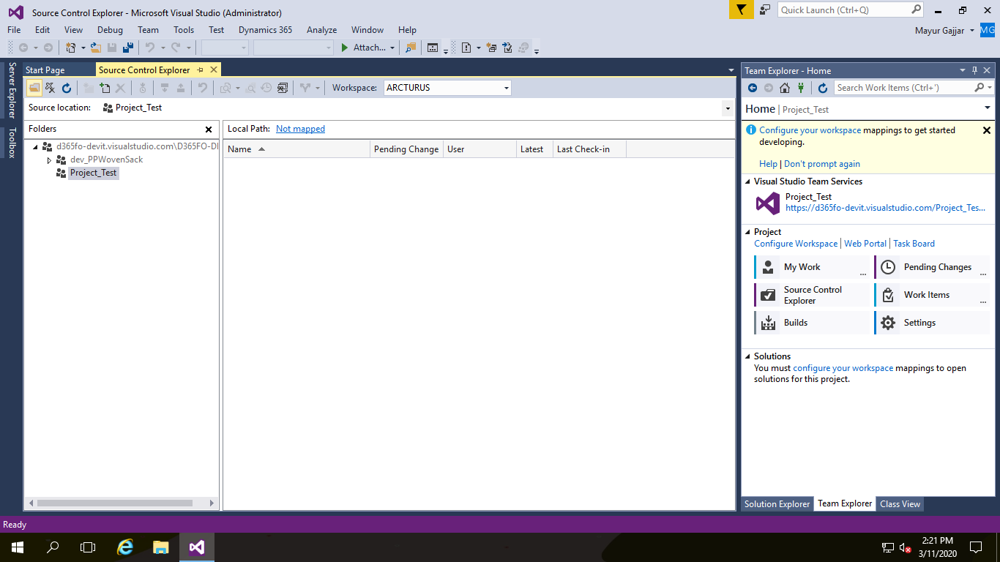 Source Control Explorer - Microsoft Visual Studio (Administrator)
Quick Launch (Ctrl+Q)
File Edit View Debug Team Tools Test Dynamics 365 Analyze Window Help
Mayur Gajjar MG
Attach...
Server Explorer
Toolbox
Start Page
Source Control Explorer
Workspace: ARCTURUS
Source location: Project_Test
Folders
d365fo-devit.visualstudio.com\D365FO-D
dev_PPWovenSack
Project_Test
Local Path: Not mapped
Name Pending Change User Latest Last Check-in
Team Explorer - Home
Search Work Items (Ctrl+')
Home | Project_Test
Configure your workspace mappings to get started
developing.
Help | Don't prompt again
Visual Studio Team Services
Project_Test
https://d365fo-devit.visualstudio.com/Project_Tes...
Project
Configure Workspace | Web Portal | Task Board
My Work ...
Pending Changes ...
Source Control
Explorer
Work Items ...
Builds
Settings
Solutions
You must configure your workspace mappings to open
solutions for this project.
Solution Explorer Team Explorer Class View
Ready
2:21 PM
3/11/2020